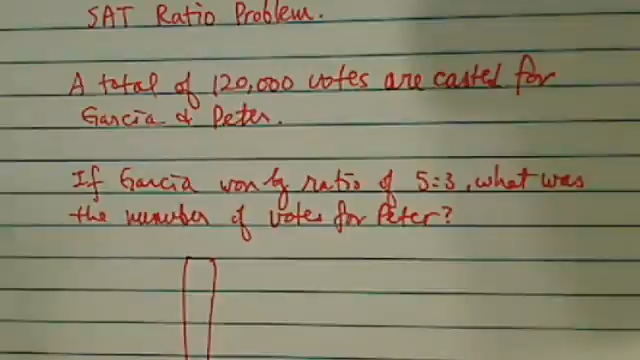 SAT Ratio Problem.
A total of 120,000 votes are casted for
Garcia & Peter.
If Garcia won by ratio of 5:3, what was
the number of votes for Peter?